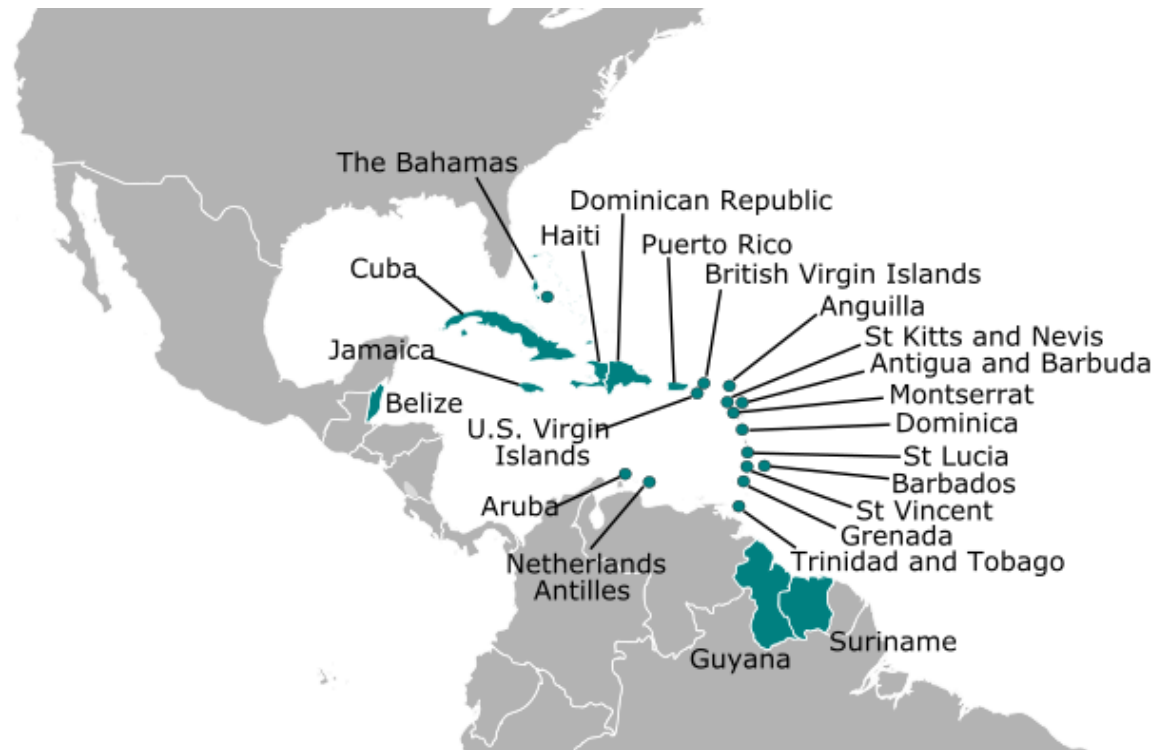 The Bahamas
Dominican Republic
Haiti
Puerto Rico
Cuba
British Virgin Islands
Anguilla
St Kitts and Nevis
Jamaica
Antigua and Barbuda
Montserrat
Belize
Dominica
U.S. Virgin
Islands
St Lucia
Barbados
Aruba
St Vincent
Grenada
Trinidad and Tobago
Netherlands
Antilles
Suriname
Guyana